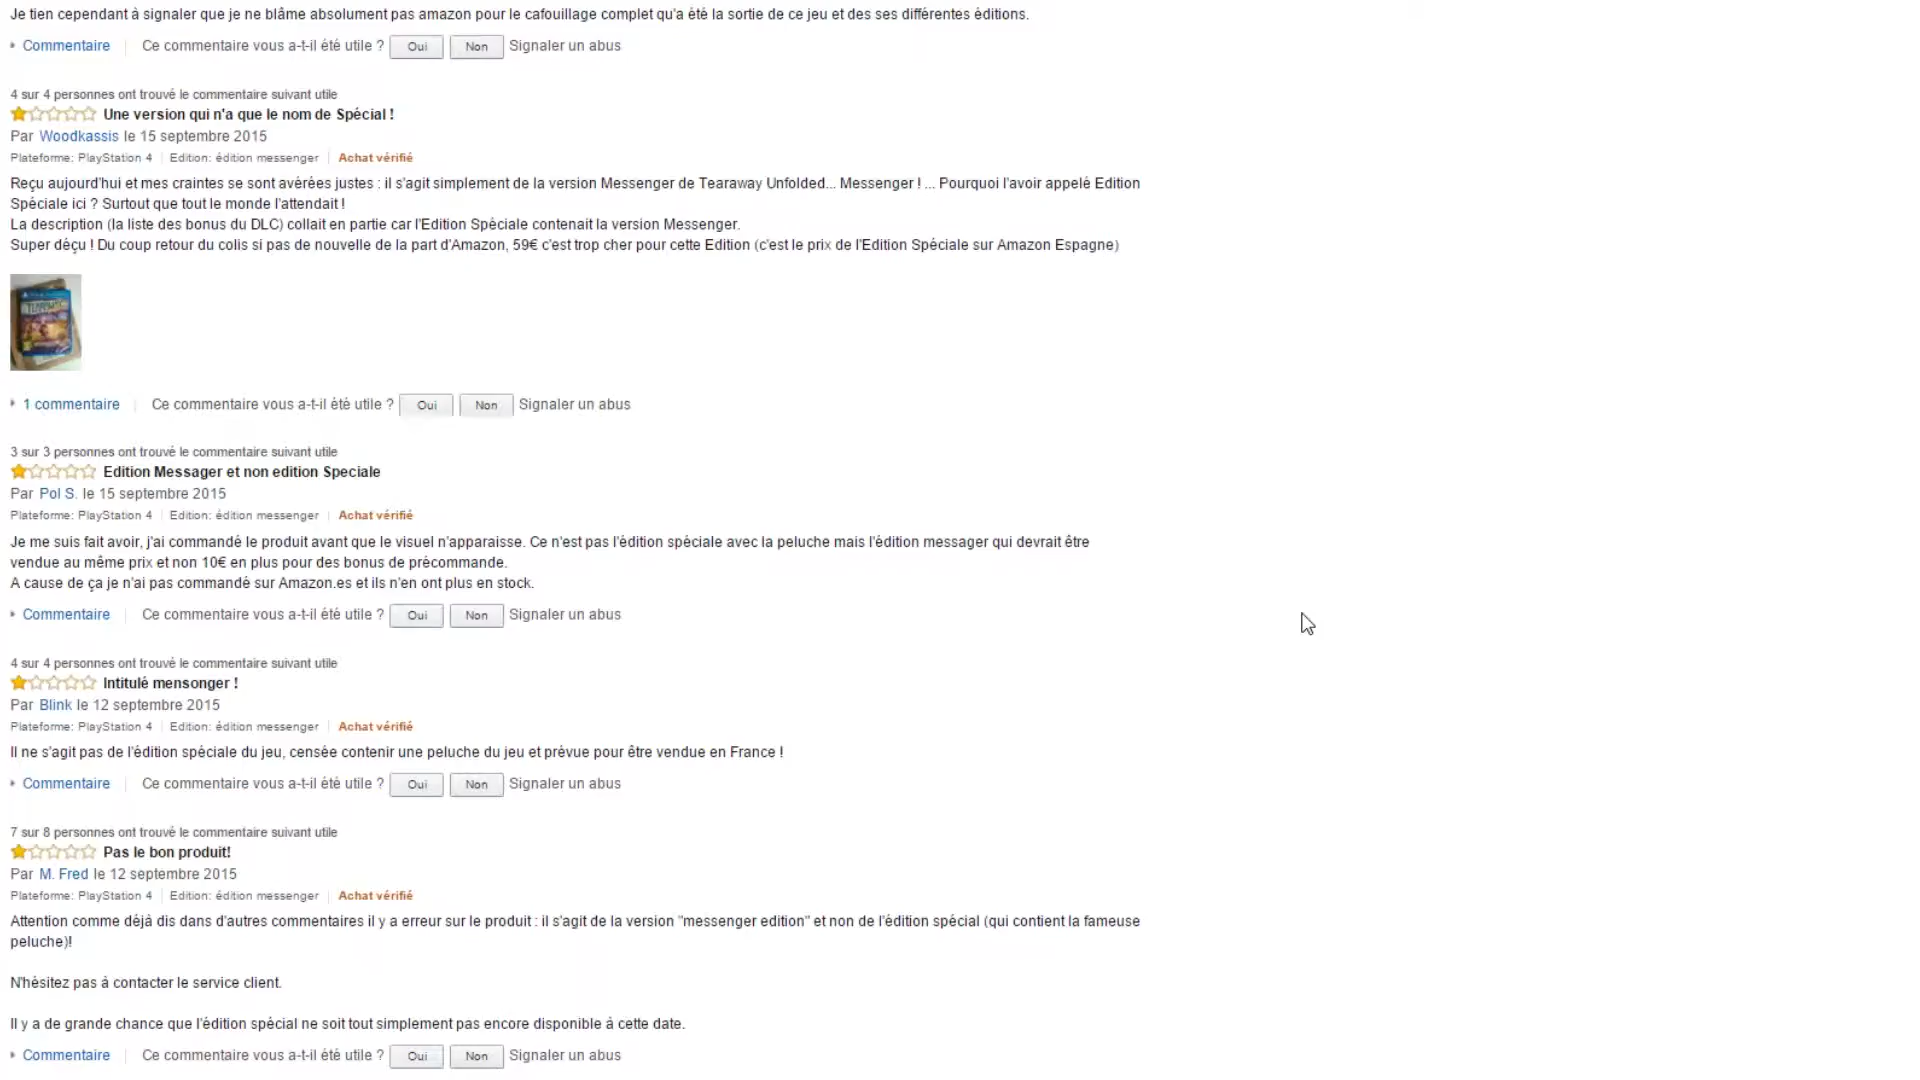 Je tien cependant à signaler que je ne blâme absolument pas amazon pour le cafouillage complet qu'a été la sortie de ce jeu et des ses différentes éditions.
Commentaire Ce commentaire vous a-t-il été utile ? Oui Non Signaler un abus
4 sur 4 personnes ont trouvé le commentaire suivant utile
Une version qui n'a que le nom de Spécial !
Par Woodkassis le 15 septembre 2015
Plateforme: PlayStation 4 | Edition: édition messenger | Achat vérifié
Reçu aujourd'hui et mes craintes se sont avérées justes : il s'agit simplement de la version Messenger de Tearaway Unfolded... Messenger ! ... Pourquoi l'avoir appelé Edition
Spéciale ici ? Surtout que tout le monde l'attendait !
La description (la liste des bonus du DLC) collait en partie car l'Edition Spéciale contenait la version Messenger.
Super déçu ! Du coup retour du colis si pas de nouvelle de la part d'Amazon, 59€ c'est trop cher pour cette Edition (c'est le prix de l'Edition Spéciale sur Amazon Espagne)
1 commentaire Ce commentaire vous a-t-il été utile ? Oui Non Signaler un abus
3 sur 3 personnes ont trouvé le commentaire suivant utile
Edition Messager et non edition Speciale
Par Pol S. le 15 septembre 2015
Plateforme: PlayStation 4 | Edition: édition messenger | Achat vérifié
Je me suis fait avoir, j'ai commandé le produit avant que le visuel n'apparaisse. Ce n'est pas l'édition spéciale avec la peluche mais l'édition messager qui devrait être
vendue au même prix et non 10€ en plus pour des bonus de précommande.
A cause de ça je n'ai pas commandé sur Amazon.es et ils n'en ont plus en stock.
Commentaire Ce commentaire vous a-t-il été utile ? Oui Non Signaler un abus
4 sur 4 personnes ont trouvé le commentaire suivant utile
Intitulé mensonger !
Par Blink le 12 septembre 2015
Plateforme: PlayStation 4 | Edition: édition messenger | Achat vérifié
Il ne s'agit pas de l'édition spéciale du jeu, censée contenir une peluche du jeu et prévue pour être vendue en France !
Commentaire Ce commentaire vous a-t-il été utile ? Oui Non Signaler un abus
7 sur 8 personnes ont trouvé le commentaire suivant utile
Pas le bon produit!
Par M. Fred le 12 septembre 2015
Plateforme: PlayStation 4 | Edition: édition messenger | Achat vérifié
Attention comme déjà dis dans d'autres commentaires il y a erreur sur le produit : il s'agit de la version "messenger edition" et non de l'édition spécial (qui contient la fameuse
peluche)!
N'hésitez pas à contacter le service client.
Il y a de grande chance que l'édition spécial ne soit tout simplement pas encore disponible à cette date.
Commentaire Ce commentaire vous a-t-il été utile ? Oui Non Signaler un abus